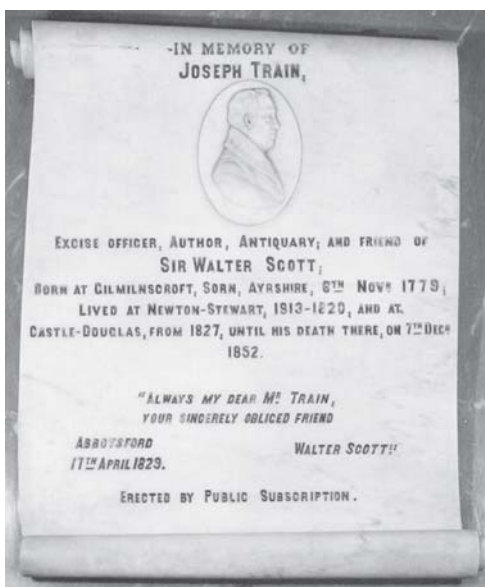 IN MEMORY OF
JOSEPH TRAIN,
EXCISE OFFICER, AUTHOR, ANTIQUARY; AND FRIEND OF
SIR WALTER SCOTT;
BORN AT GILMILNSCROFT, SORN, AYRSHIRE, 6TH NOVR 1779;
LIVED AT NEWTON-STEWART, 1813-1820, AND AT
CASTLE-DOUGLAS, FROM 1827, UNTIL HIS DEATH THERE, ON 7TH DECR
1852.
"ALWAYS MY DEAR MR TRAIN,
YOUR SINCERELY OBLIGED FRIEND
ABBOTSFORD WALTER SCOTT"
17TH APRIL 1829.
ERECTED BY PUBLIC SUBSCRIPTION.